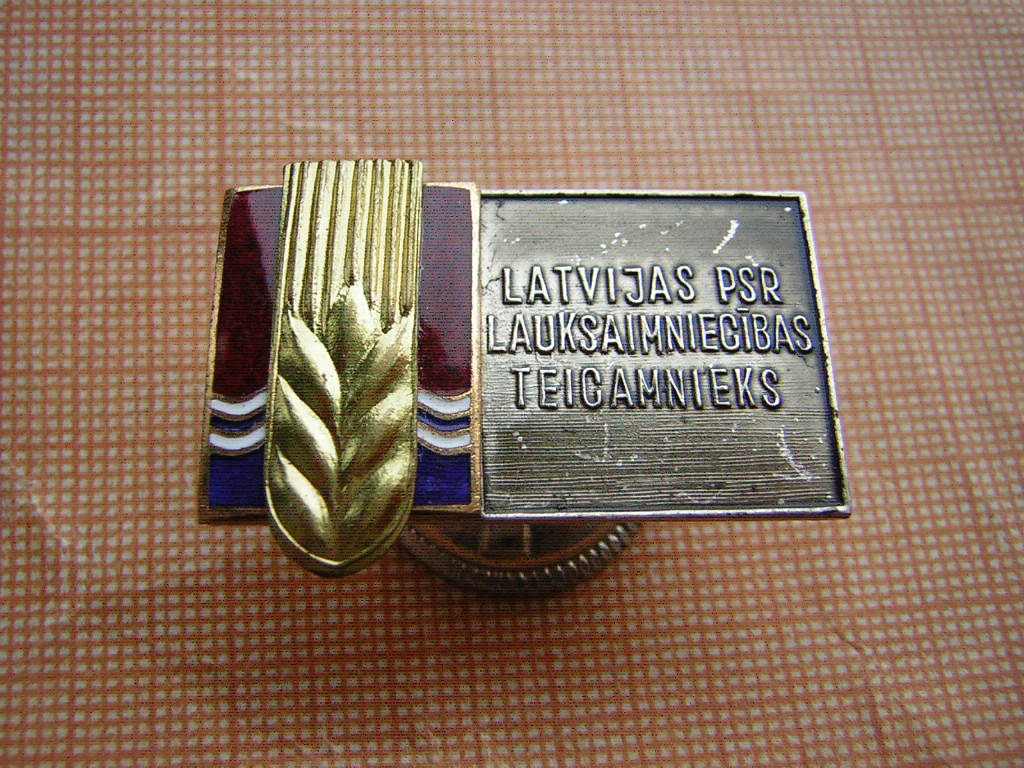 LATVIJAS PSR
LAUKSAIMNIECĪBAS
TEICAMNIEKS